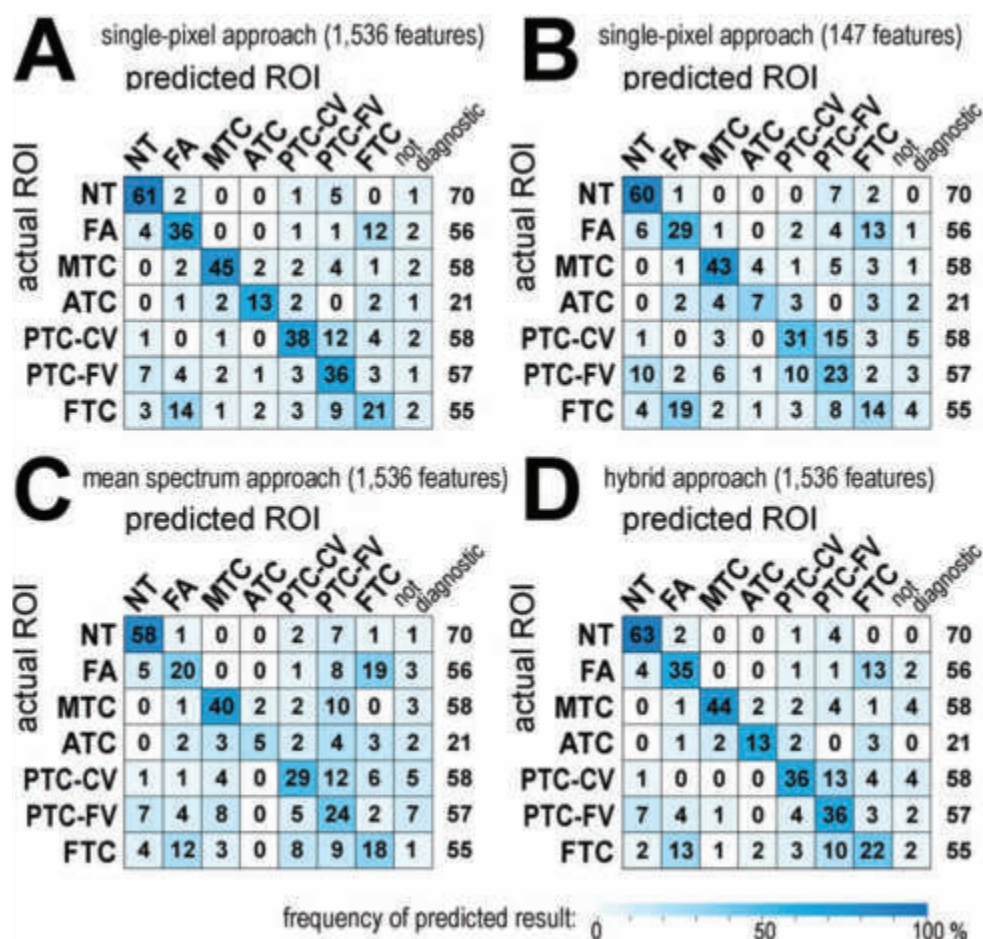 A single-pixel approach (1,536 features)
predicted ROI
actual ROI
NT FA MTC ATC PTC-CV PTC-FV FTC not diagnostic
NT 61 2 0 0 1 5 0 1 70
FA 4 36 0 0 1 1 12 2 56
MTC 0 2 45 2 2 4 1 2 58
ATC 0 1 2 13 2 0 2 1 21
PTC-CV 1 0 1 0 38 12 4 2 58
PTC-FV 7 4 2 1 3 36 3 1 57
FTC 3 14 1 2 3 9 21 2 55
B single-pixel approach (147 features)
predicted ROI
actual ROI
NT FA MTC ATC PTC-CV PTC-FV FTC not diagnostic
NT 60 1 0 0 0 7 2 0 70
FA 6 29 1 0 2 4 13 1 56
MTC 0 1 43 4 1 5 3 1 58
ATC 0 2 4 7 3 0 3 2 21
PTC-CV 1 0 3 0 31 15 3 5 58
PTC-FV 10 2 6 1 10 23 2 3 57
FTC 4 19 2 1 3 8 14 4 55
C mean spectrum approach (1,536 features)
predicted ROI
actual ROI
NT FA MTC ATC PTC-CV PTC-FV FTC not diagnostic
NT 58 1 0 0 2 7 1 1 70
FA 5 20 0 0 1 8 19 3 56
MTC 0 1 40 2 2 10 0 3 58
ATC 0 2 3 5 2 4 3 2 21
PTC-CV 1 1 4 0 29 12 6 5 58
PTC-FV 7 4 8 0 5 24 2 7 57
FTC 4 12 3 0 8 9 18 1 55
D hybrid approach (1,536 features)
predicted ROI
actual ROI
NT FA MTC ATC PTC-CV PTC-FV FTC not diagnostic
NT 63 2 0 0 1 4 0 0 70
FA 4 35 0 0 1 1 13 2 56
MTC 0 1 44 2 2 4 1 4 58
ATC 0 1 2 13 2 0 3 0 21
PTC-CV 1 0 0 0 36 13 4 4 58
PTC-FV 7 4 1 0 4 36 3 2 57
FTC 2 13 1 2 3 10 22 2 55
frequency of predicted result: 0 50 100 %